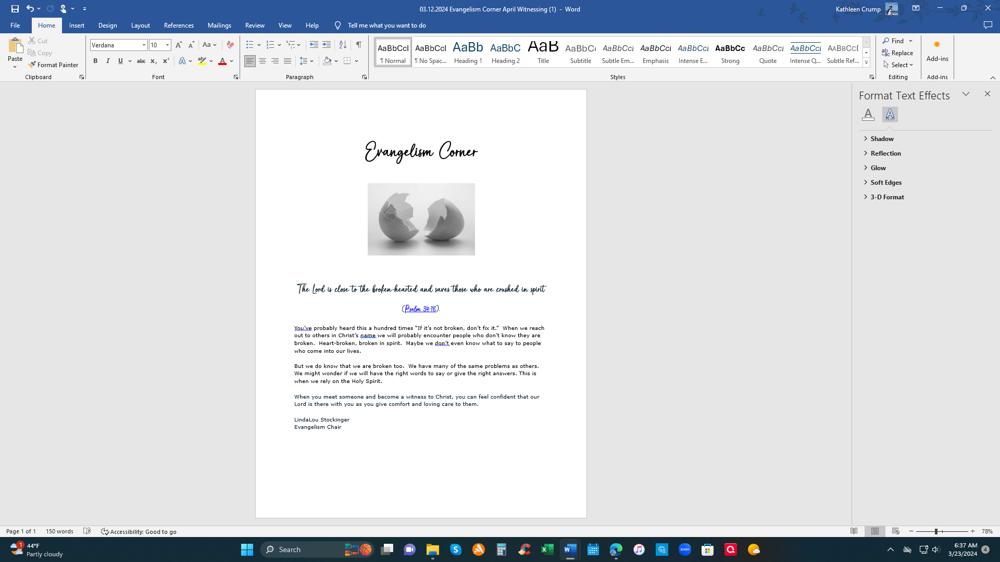 03.12.2024 Evangelism Corner April Witnessing (1) - Word
Kathleen Crump
File Home Insert Design Layout References Mailings Review View Help Tell me what you want to do
Paste
Cut
Copy
Format Painter
Clipboard
Verdana 10
Font
Paragraph
AaBbCcI AaBbCcI AaBb AaBbC AaB AaBbCc AaBbCcI AaBbCcI AaBbCcI AaBbCc AaBbCcI AaBbCcI AABBCCI
¶ Normal ¶ No Spac... Heading 1 Heading 2 Title Subtitle Subtle Em... Emphasis Intense E... Strong Quote Intense Q... Subtle Ref...
Styles
Find
Replace
Select
Editing
Add-ins
Add-ins
Format Text Effects
Shadow
Reflection
Glow
Soft Edges
3-D Format
Evangelism Corner
The Lord is close to the broken-hearted and saves those who are crushed in spirit
(Psalm 34:18).
You’ve probably heard this a hundred times “If it’s not broken, don’t fix it.” When we reach
out to others in Christ’s name we will probably encounter people who don’t know they are
broken. Heart-broken, broken in spirit. Maybe we don’t even know what to say to people
who come into our lives.
But we do know that we are broken too. We have many of the same problems as others.
We might wonder if we will have the right words to say or give the right answers. This is
when we rely on the Holy Spirit.
When you meet someone and become a witness to Christ, you can feel confident that our
Lord is there with you as you give comfort and loving care to them.
LindaLou Stockinger
Evangelism Chair
Page 1 of 1 150 words Accessibility: Good to go
78%
1
44°F
Partly cloudy
Search
zoom
6:37 AM
3/23/2024
4